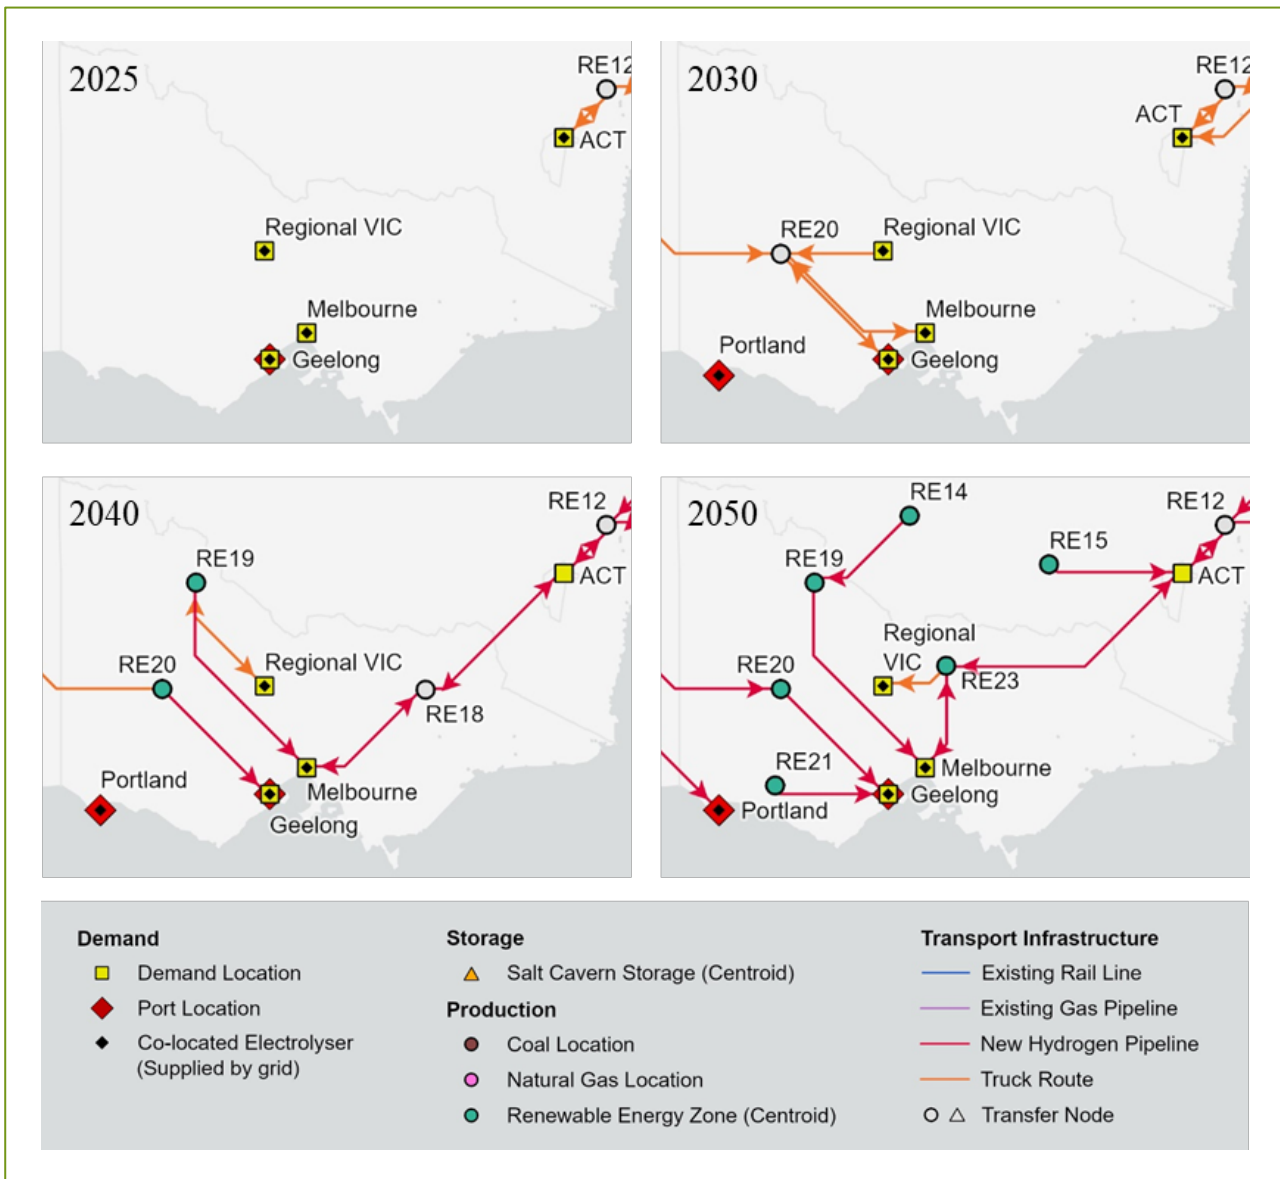 2025
RE12
ACT
Regional VIC
Melbourne
Geelong
2030
RE12
ACT
RE20
Regional VIC
Melbourne
Portland
Geelong
2040
RE12
RE19
ACT
RE20
Regional VIC
RE18
Portland
Melbourne
Geelong
2050
RE14
RE12
RE15
RE19
ACT
Regional
VIC
RE20
RE23
RE21
Melbourne
Portland
Geelong
Demand
Demand Location
Port Location
Co-located Electrolyser
(Supplied by grid)
Storage
Salt Cavern Storage (Centroid)
Production
Coal Location
Natural Gas Location
Renewable Energy Zone (Centroid)
Transport Infrastructure
Existing Rail Line
Existing Gas Pipeline
New Hydrogen Pipeline
Truck Route
Transfer Node